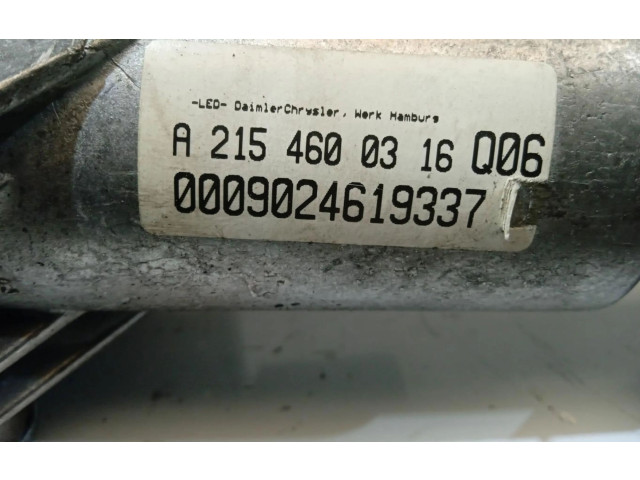 -LED- DaimlerChrysler, Werk Hamburg
A 215 460 03 16 Q06
0009024619337